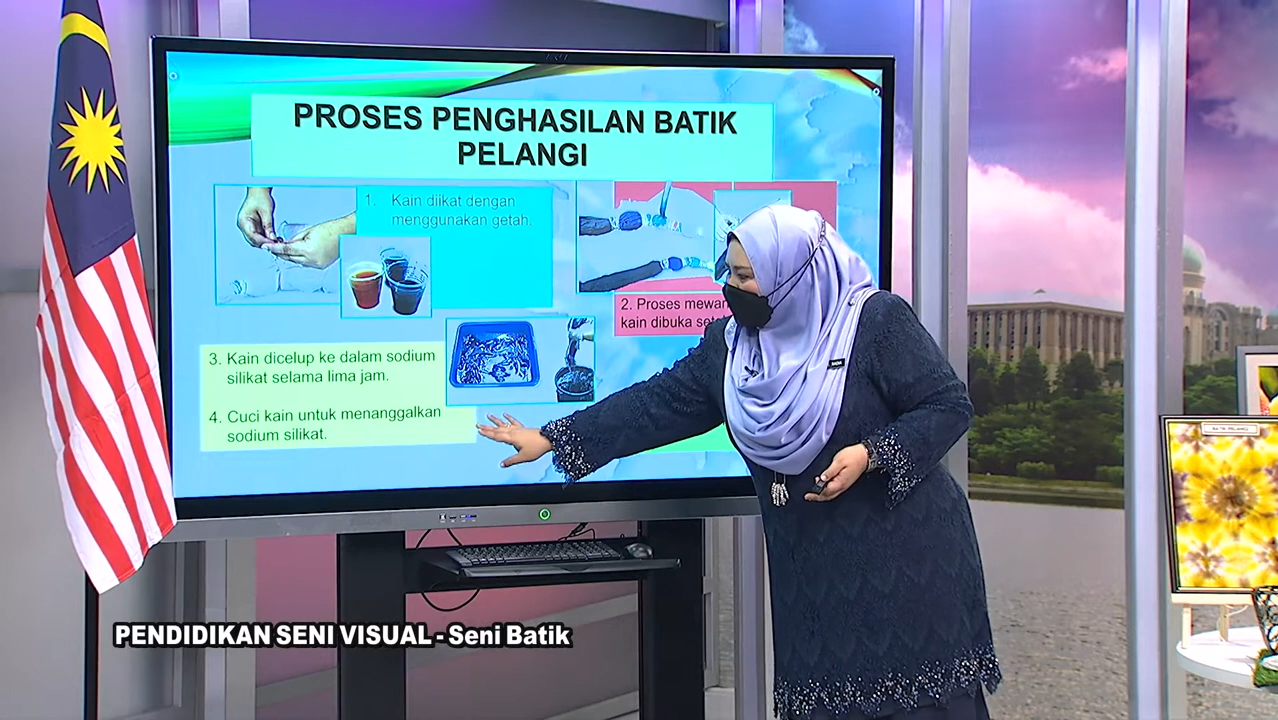 PROSES PENGHASILAN BATIK
PELANGI
1. Kain diikat dengan
menggunakan getah.
2. Proses
kain dibuka
3. Kain dicelup ke dalam sodium
silikat selama lima jam.
4. Cuci kain untuk menanggalkan
sodium silikat.
BATIK PELANGI
PENDIDIKAN SENI VISUAL - Seni Batik